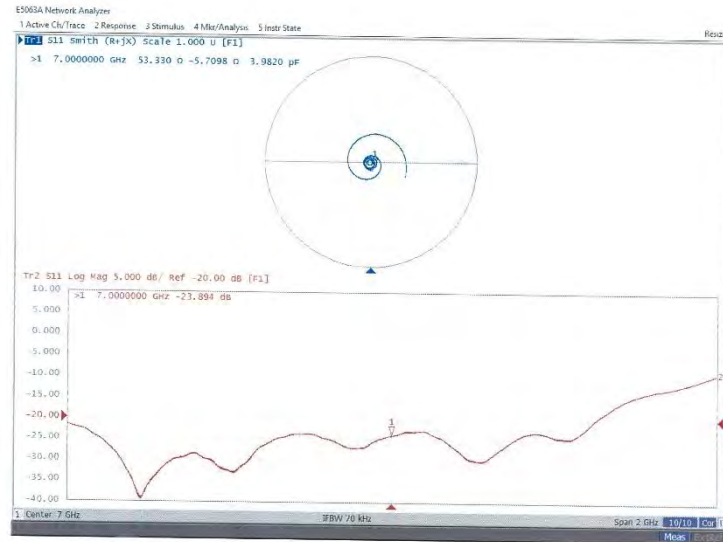 E5063A Network Analyzer
1 Active Ch/Trace 2 Response 3 Stimulus 4 Mkr/Analysis 5 Instr State
Tr1 S11 Smith (R+jX) Scale 1.000 U [F1]
>1 7.0000000 GHz 53.330 Ω -5.7098 Ω 3.9820 pF
1
Tr2 S11 Log Mag 5.000 dB/ Ref -20.00 dB [F1]
10.00
>1 7.0000000 GHz -23.894 dB
5.000
0.000
-5.000
-10.00
-15.00
-20.00
-25.00
-30.00
-35.00
-40.00
1
2
1 Center 7 GHz IFBW 70 kHz Span 2 GHz 10/10 Cor
Meas